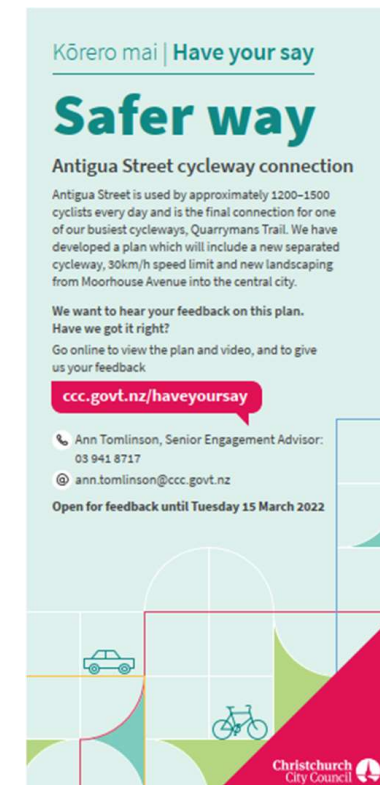 Kōrero mai | Have your say
Safer way
Antigua Street cycleway connection
Antigua Street is used by approximately 1200–1500
cyclists every day and is the final connection for one
of our busiest cycleways, Quarrymans Trail. We have
developed a plan which will include a new separated
cycleway, 30km/h speed limit and new landscaping
from Moorhouse Avenue into the central city.
We want to hear your feedback on this plan.
Have we got it right?
Go online to view the plan and video, and to give
us your feedback
ccc.govt.nz/haveyoursay
Ann Tomlinson, Senior Engagement Advisor:
03 941 8717
@ ann.tomlinson@ccc.govt.nz
Open for feedback until Tuesday 15 March 2022
Christchurch
City Council